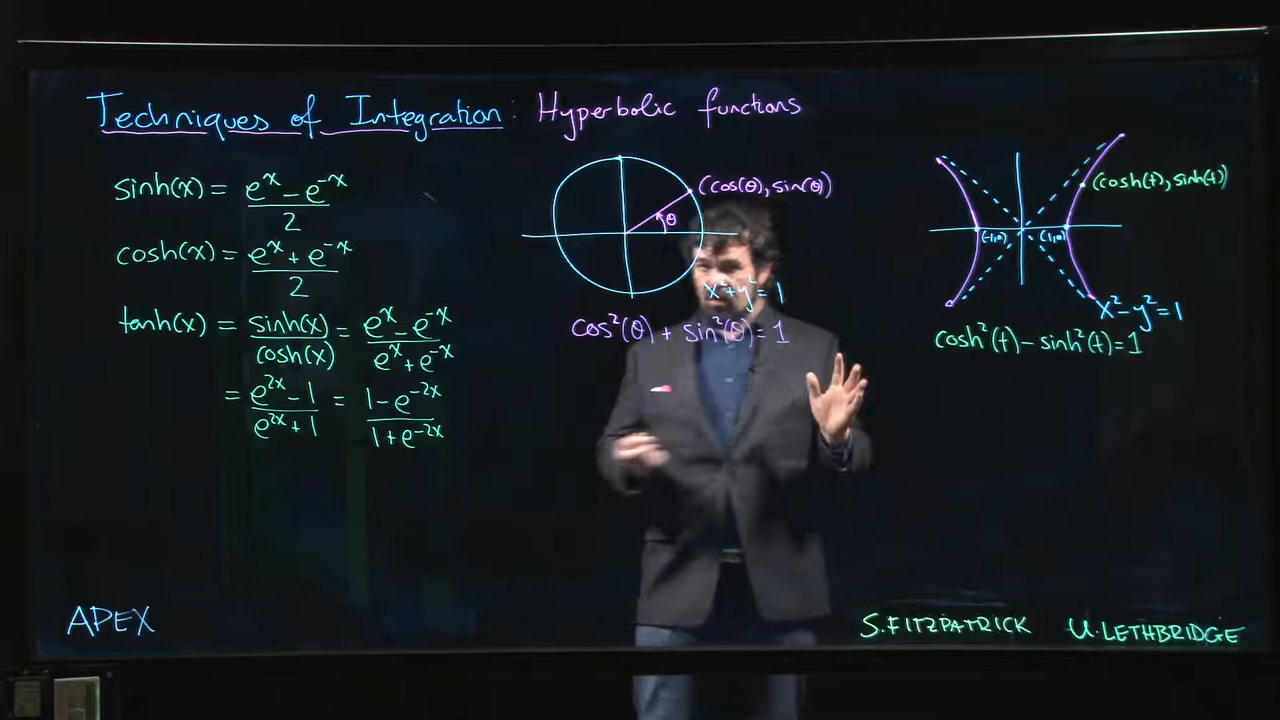 Techniques of Integration: Hyperbolic functions
sinh(x) = (e^x - e^-x)/2
cosh(x) = (e^x + e^-x)/2
tanh(x) = sinh(x)/cosh(x) = (e^x - e^-x)/(e^x + e^-x)
= (e^2x - 1)/(e^2x + 1) = (1 - e^-2x)/(1 + e^-2x)
(cos(θ), sin(θ))
θ
x² + y² = 1
cos²(θ) + sin²(θ) = 1
(cosh(t), sinh(t))
(-1,0) (1,0)
x² - y² = 1
cosh²(t) - sinh²(t) = 1
APEX
S. FITZPATRICK U. LETHBRIDGE